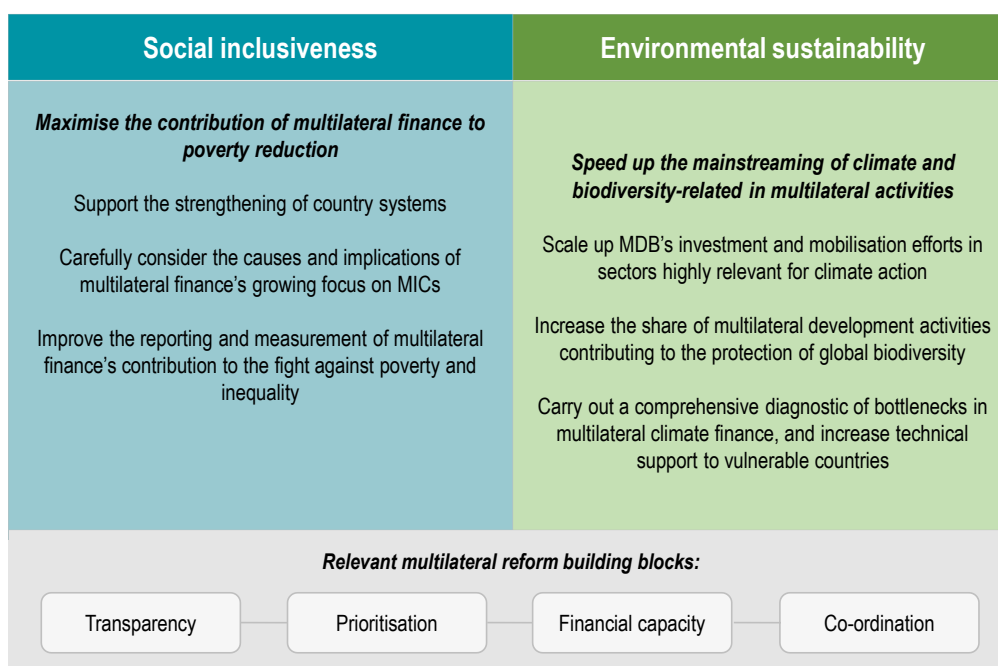 Social inclusiveness
Environmental sustainability
Maximise the contribution of multilateral finance to
poverty reduction
Support the strengthening of country systems
Carefully consider the causes and implications of
multilateral finance's growing focus on MICs
Improve the reporting and measurement of multilateral
finance's contribution to the fight against poverty and
inequality
Speed up the mainstreaming of climate and
biodiversity-related in multilateral activities
Scale up MDB's investment and mobilisation efforts in
sectors highly relevant for climate action
Increase the share of multilateral development activities
contributing to the protection of global biodiversity
Carry out a comprehensive diagnostic of bottlenecks in
multilateral climate finance, and increase technical
support to vulnerable countries
Relevant multilateral reform building blocks:
Transparency
Prioritisation
Financial capacity
Co-ordination